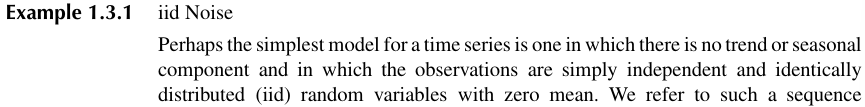 Example 1.3.1 iid Noise
Perhaps the simplest model for a time series is one in which there is no trend or seasonal
component and in which the observations are simply independent and identically
distributed (iid) random variables with zero mean. We refer to such a sequence